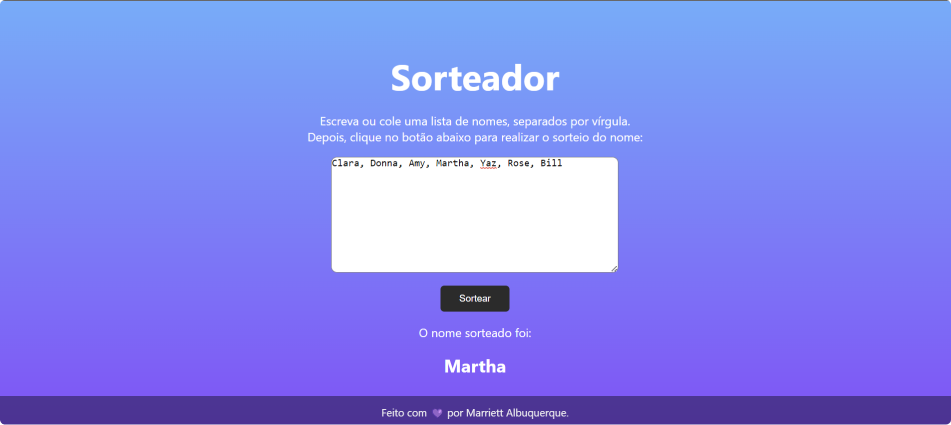 Sorteador
Escreva ou cole uma lista de nomes, separados por vírgula.
Depois, clique no botão abaixo para realizar o sorteio do nome:
Clara, Donna, Amy, Martha, Yaz, Rose, Bill
Sortear
O nome sorteado foi:
Martha
Feito com 💜 por Marriett Albuquerque.